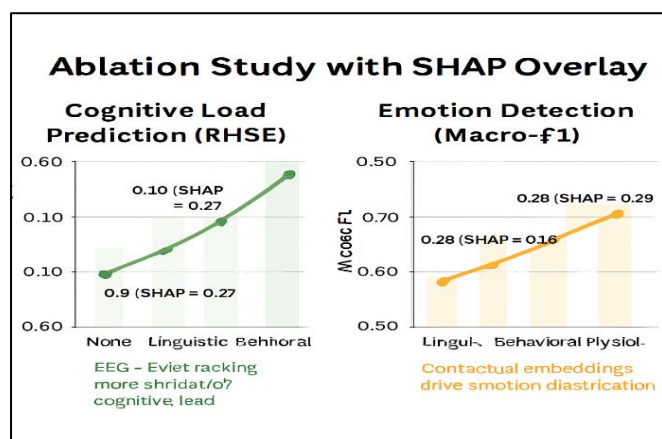 Ablation Study with SHAP Overlay
Cognitive Load
Prediction (RHSE)
0.60
0.10
0.10
0.60
0.10 (SHAP
= 0.27
0.9 (SHAP = 0.27
None Linguistic Behhoral
EEG – Eviet racking
more shridat/o?
cognitive, lead
Emotion Detection
(Macro-f1)
0.50
0.70
0.60
0.50
0.28 (SHAP = 0.29
0.28 (SHAP = 0.16
Lingul-. Behavioral Plysiol-
Contactual embeddings
drive smotion diastrication